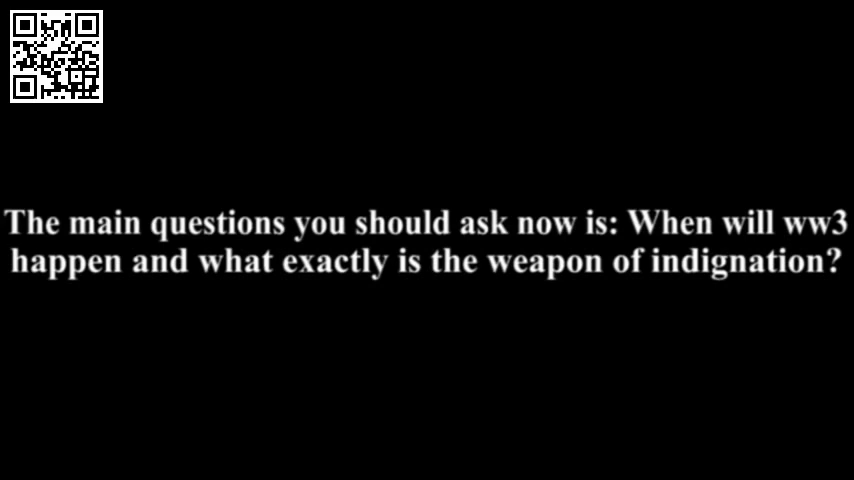 The main questions you should ask now is: When will ww3
happen and what exactly is the weapon of indignation?